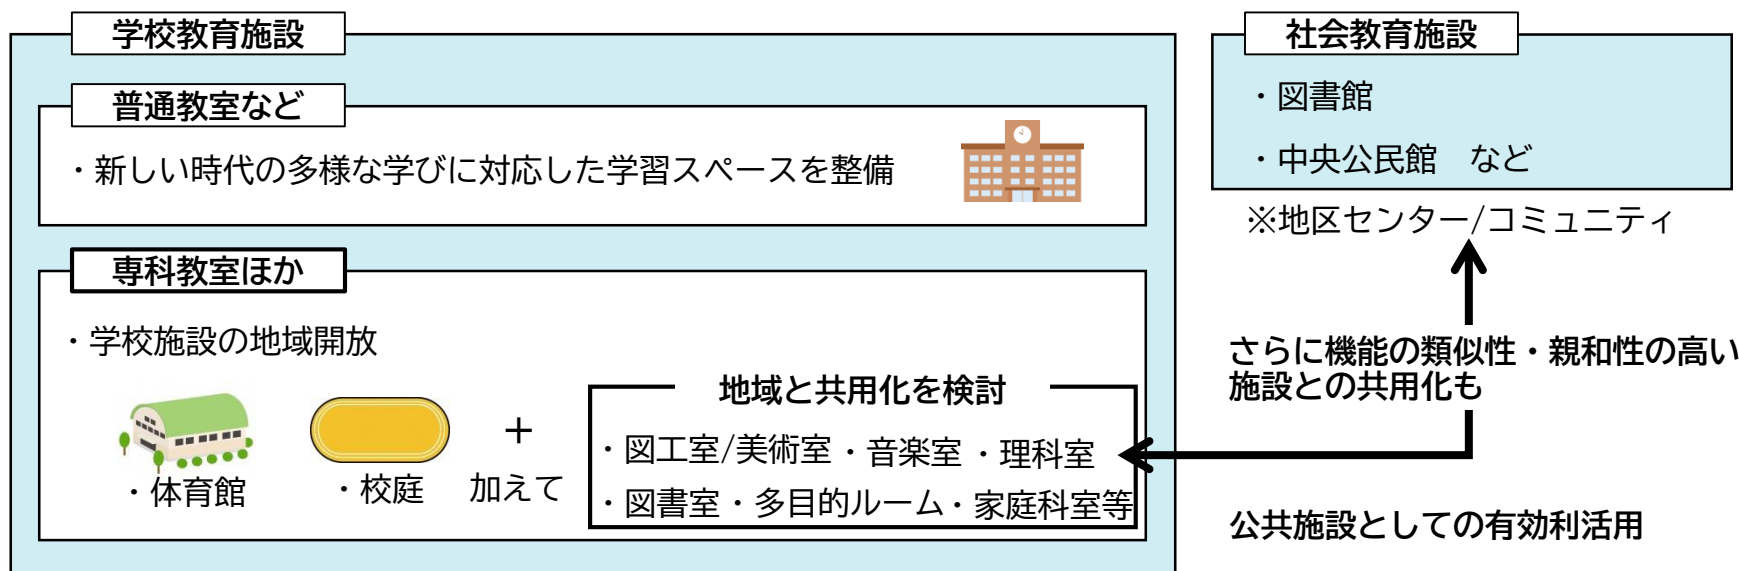 学校教育施設
普通教室など
・新しい時代の多様な学びに対応した学習スペースを整備
専科教室ほか
・学校施設の地域開放
・体育館
・校庭
＋
加えて
地域と共用化を検討
・図工室/美術室・音楽室・理科室
・図書室・多目的ルーム・家庭科室等
社会教育施設
・図書館
・中央公民館　など
※地区センター/コミュニティ
さらに機能の類似性・親和性の高い
施設との共用化も
公共施設としての有効利活用